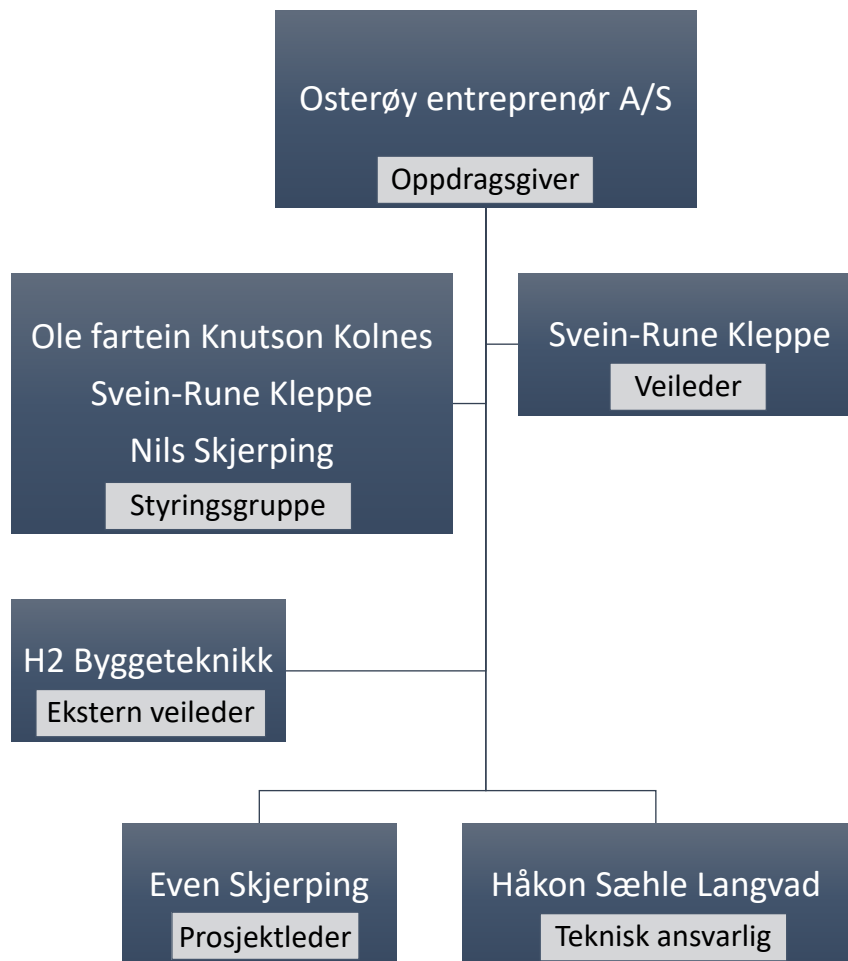 Osterøy entreprenør A/S
Oppdragsgiver
Ole fartein Knutson Kolnes
Svein-Rune Kleppe
Nils Skjerping
Styringsgruppe
Svein-Rune Kleppe
Veileder
H2 Byggeteknikk
Ekstern veileder
Even Skjerping
Prosjektleder
Håkon Sæhle Langvad
Teknisk ansvarlig